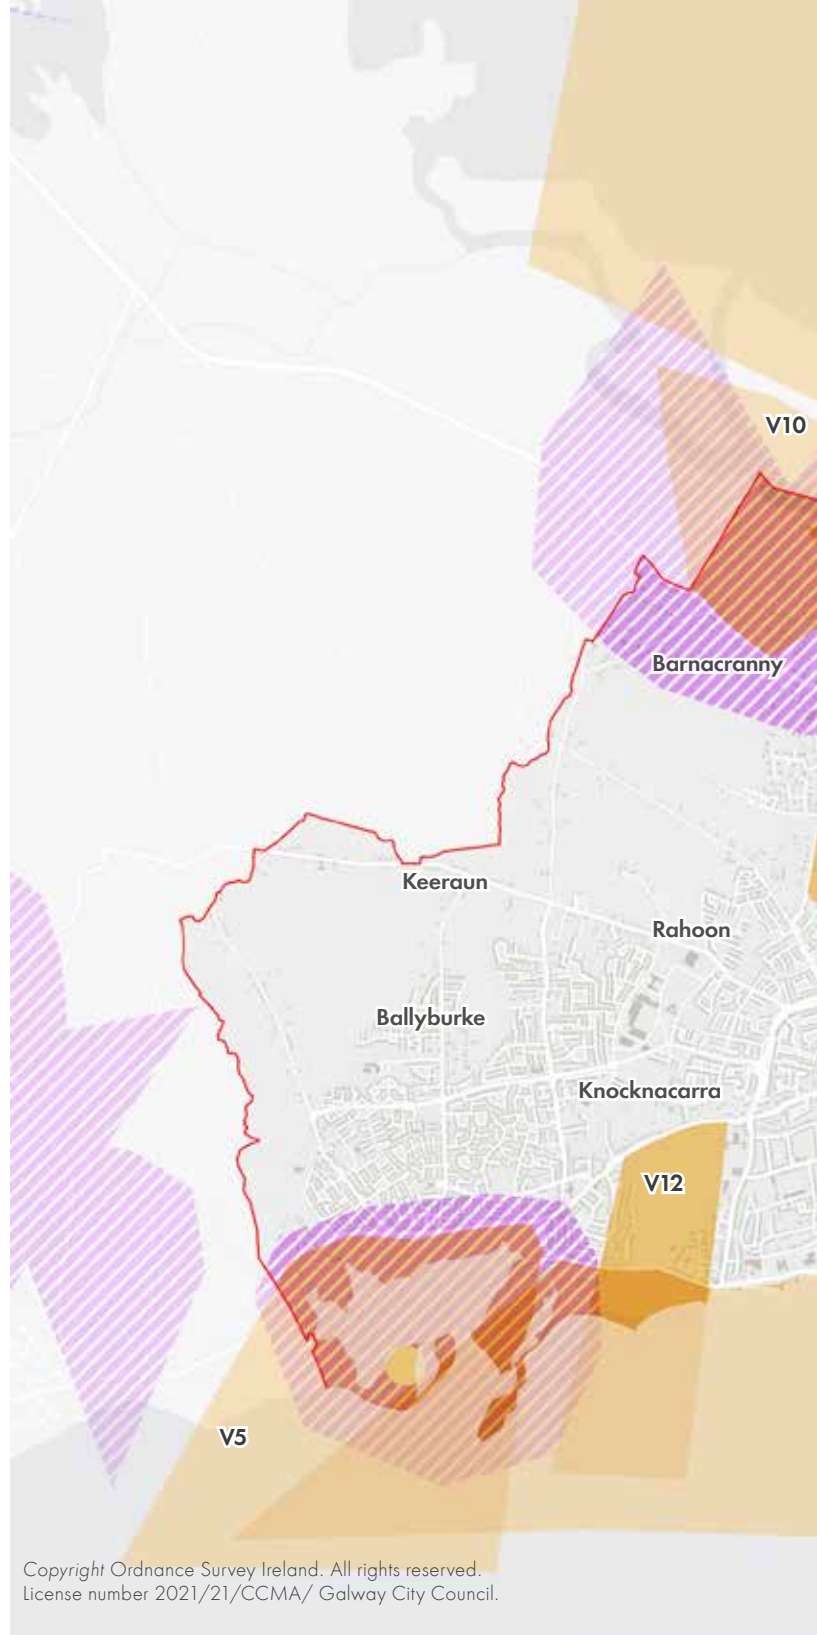 V10
Barnacranny
Keeraun
Rahoon
Ballyburke
Knocknacarra
V12
V5
Copyright Ordnance Survey Ireland. All rights reserved.
License number 2021/21/CCMA/ Galway City Council.